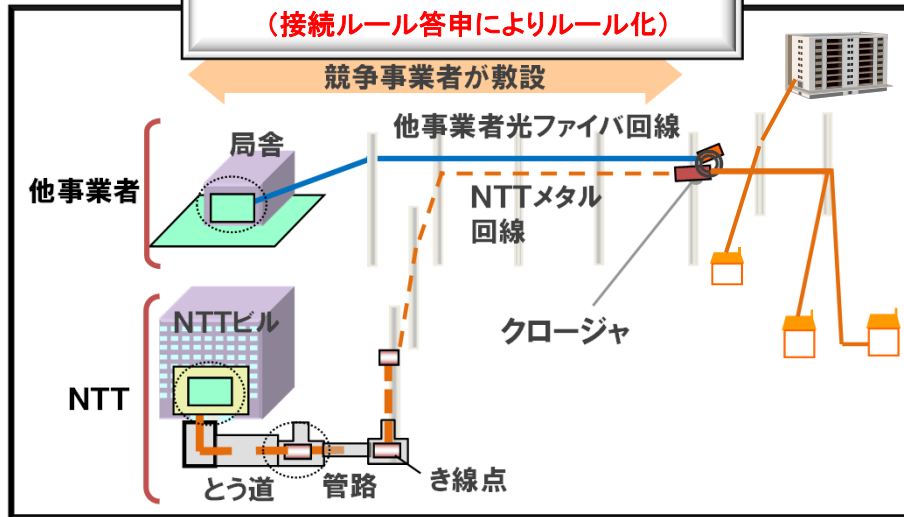 (接続ルール答申によりルール化)
競争事業者が敷設
他事業者光ファイバ回線
局舎
他事業者
NTTメタル
回線
NTTビル
クロージャ
NTT
き線点
とう道
管路